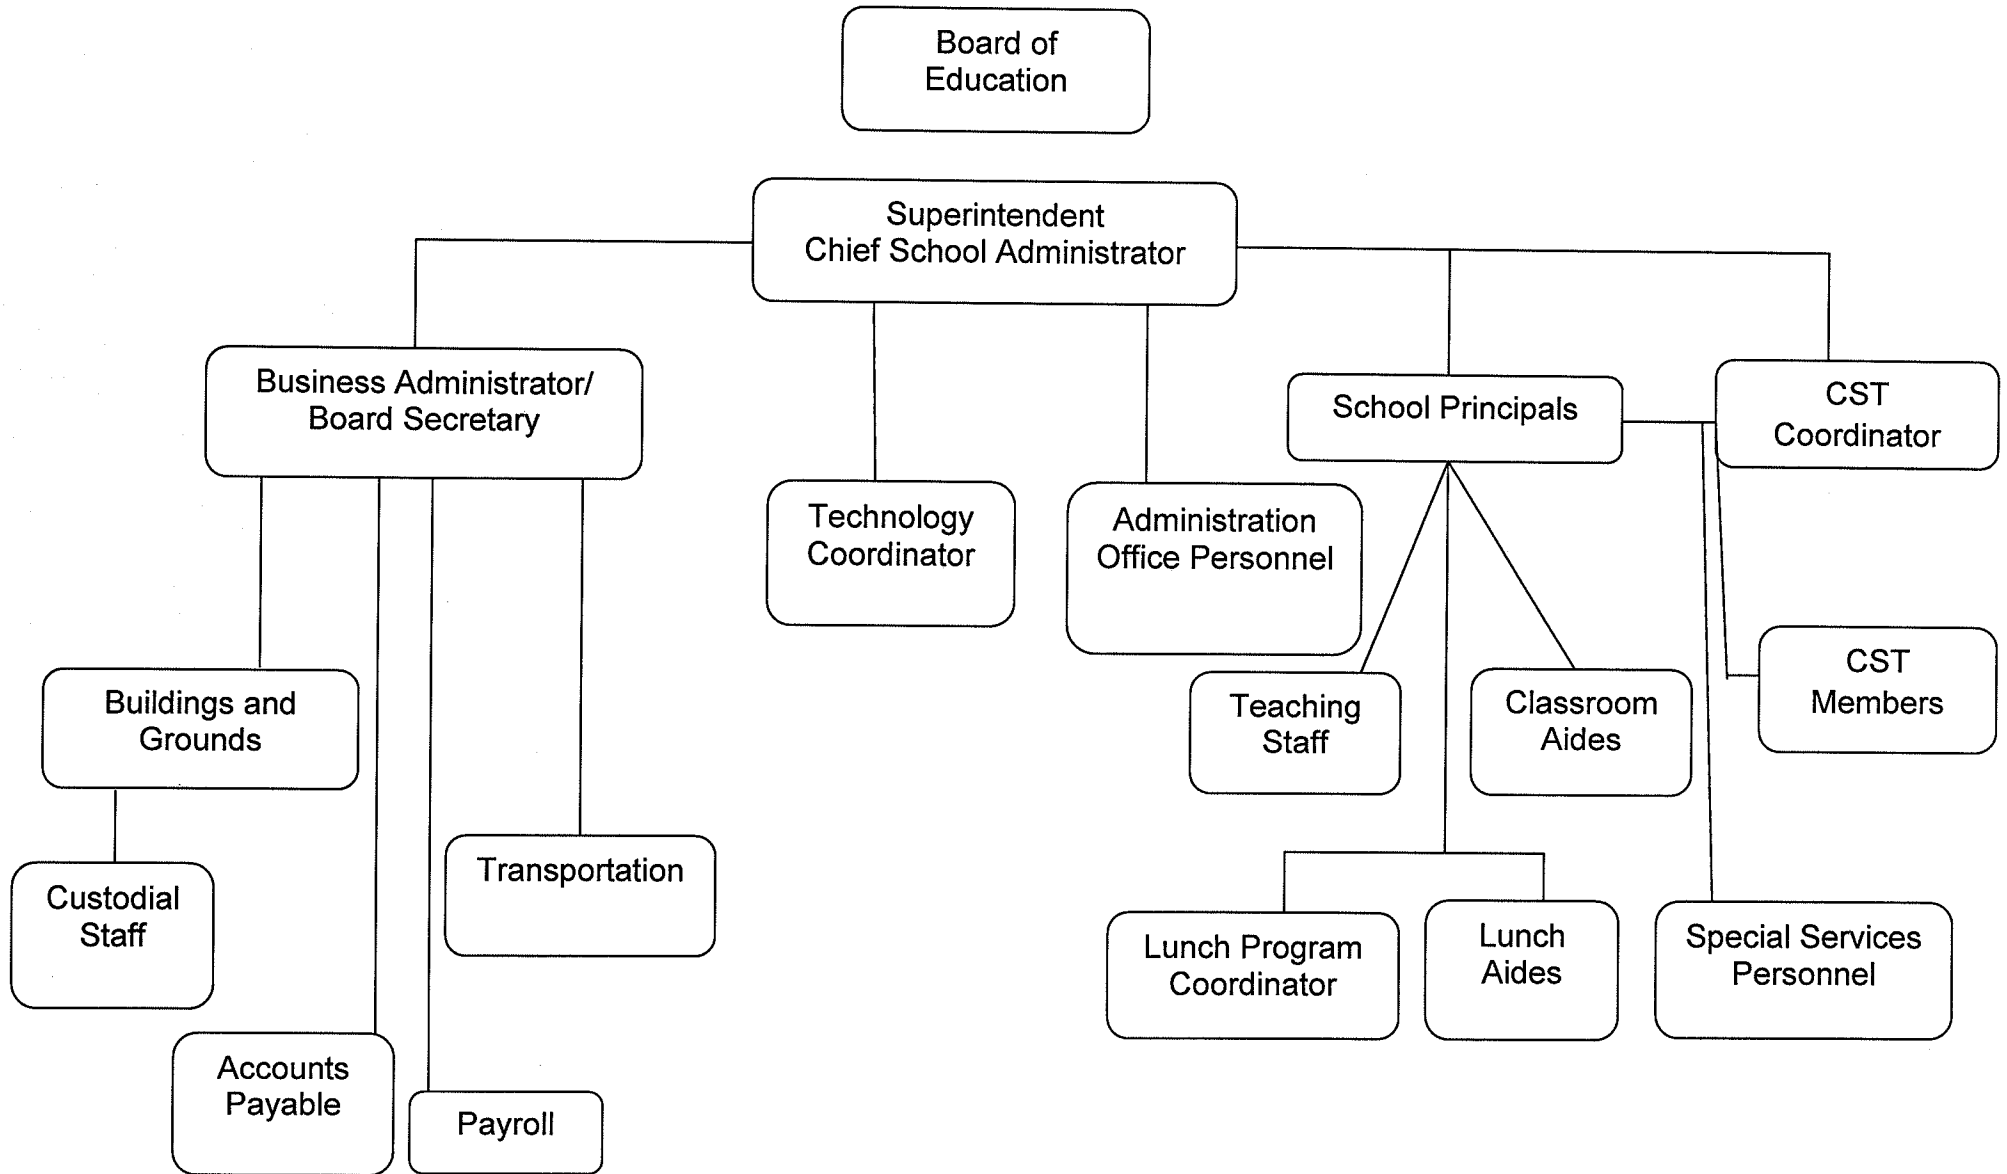 Board of
Education
Superintendent
Chief School Administrator
Business Administrator/
Board Secretary
School Principals
CST
Coordinator
Technology
Coordinator
Administration
Office Personnel
Buildings and
Grounds
Teaching
Staff
Classroom
Aides
CST
Members
Custodial
Staff
Transportation
Lunch Program
Coordinator
Lunch
Aides
Special Services
Personnel
Accounts
Payable
Payroll